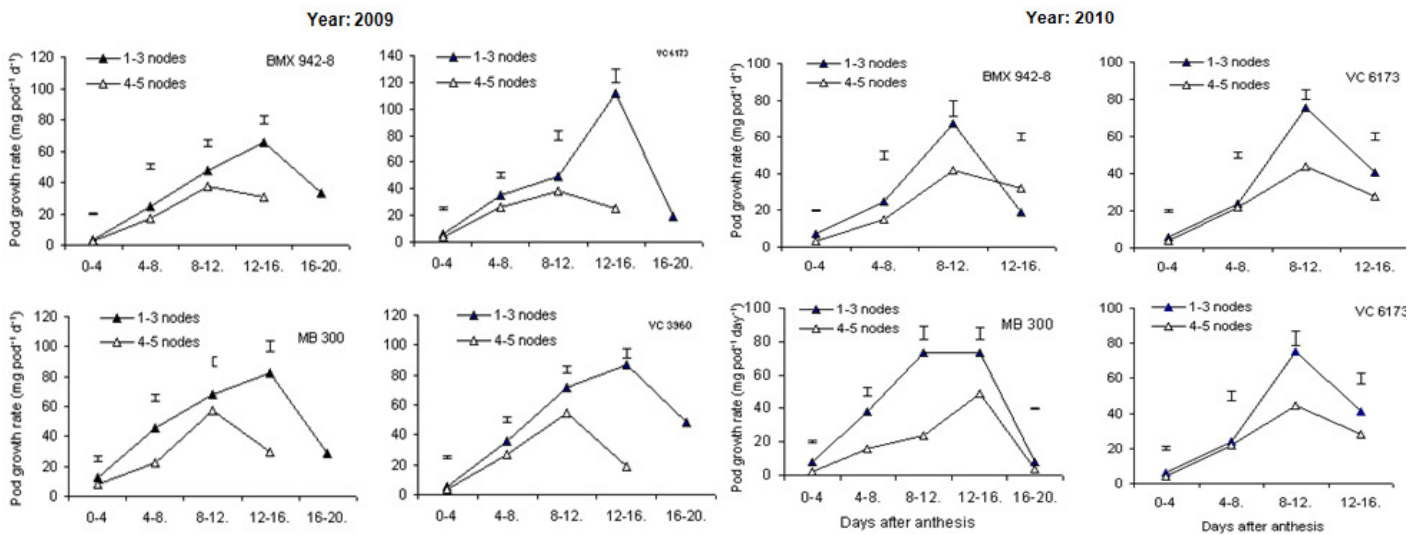 Year: 2009
Year: 2010
Pod growth rate (mg pod⁻¹ d⁻¹)
120
100
80
60
40
20
0
1-3 nodes
4-5 nodes
BMX 942-8
0-4
4-8.
8-12.
12-16.
16-20.
140
120
100
80
60
40
20
0
1-3 nodes
4-5 nodes
VC 6173
0-4
4-8.
8-12.
12-16.
16-20.
Pod growth rate (mg pod⁻¹ d⁻¹)
100
80
60
40
20
0
1-3 nodes
4-5 nodes
BMX 942-8
0-4
4-8.
8-12.
12-16.
100
80
60
40
20
0
1-3 nodes
4-5 nodes
VC 6173
0-4
4-8.
8-12.
12-16.
Pod growth rate (mg pod⁻¹ d⁻¹)
120
100
80
60
40
20
0
1-3 nodes
4-5 nodes
MB 300
0-4
4-8.
8-12.
12-16.
16-20.
120
100
80
60
40
20
0
1-3 nodes
4-5 nodes
VC 3960
0-4
4-8.
8-12.
12-16.
16-20.
Pod growth rate (mg pod⁻¹ day⁻¹)
100
80
60
40
20
0
1-3 nodes
4-5 nodes
MB 300
0-4
4-8.
8-12.
12-16.
16-20.
Days after anthesis
100
80
60
40
20
0
1-3 nodes
4-5 nodes
VC 6173
0-4
4-8.
8-12.
12-16.
Days after anthesis